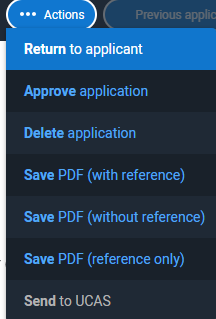 ••• Actions
Previous applic
Return to applicant
Approve application
Delete application
Save PDF (with reference)
Save PDF (without reference)
Save PDF (reference only)
Send to UCAS